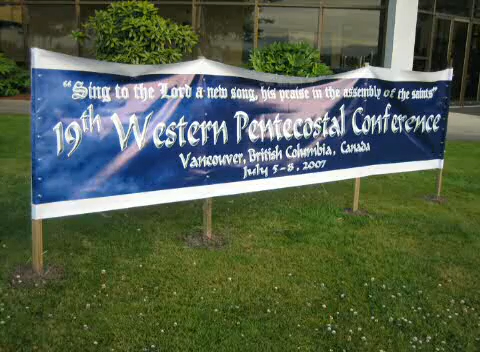 "Sing to the Lord a new song, his praise in the assembly of the saints"
19th Western Pentecostal Conference
Vancouver, British Columbia, Canada
July 5-8, 2007